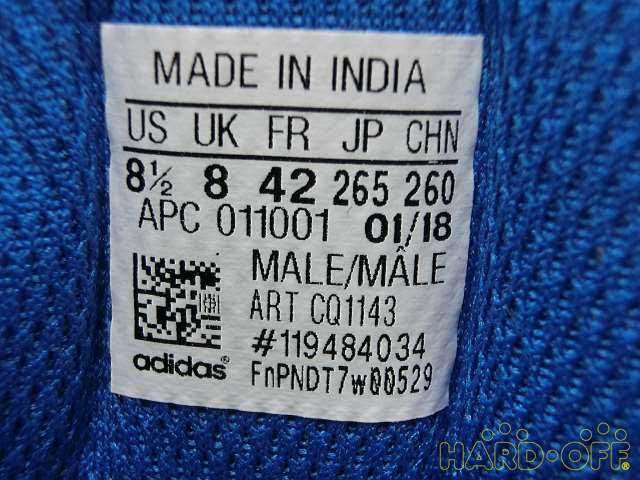 MADE IN INDIA
US UK FR JP CHN
8½ 8 42 265 260
APC 011001 01/18
MALE/MÂLE
ART CQ1143
#119484034
adidas® FnPNDT7w00529
HARD-OFF